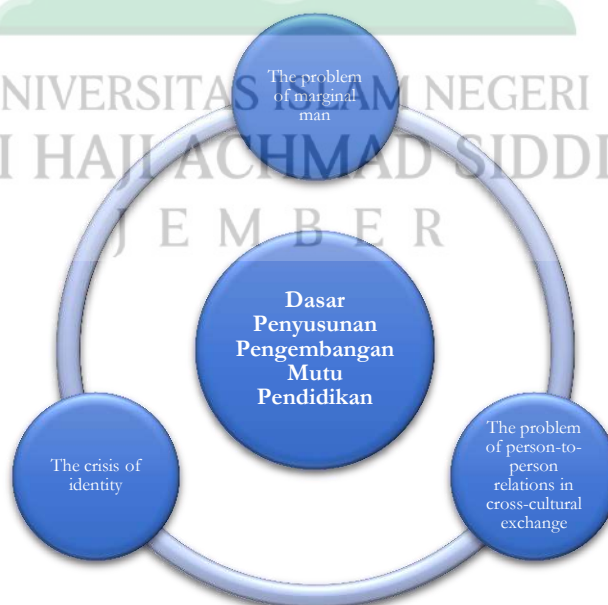 The problem
of marginal
man
NIVERSITAS ISLAM NEGERI
I HAJI ACHMAD SIDDI
J E M B E R
Dasar
Penyusunan
Pengembangan
Mutu
Pendidikan
The crisis of
identity
The problem
of person-to-
person
relations in
cross-cultural
exchange